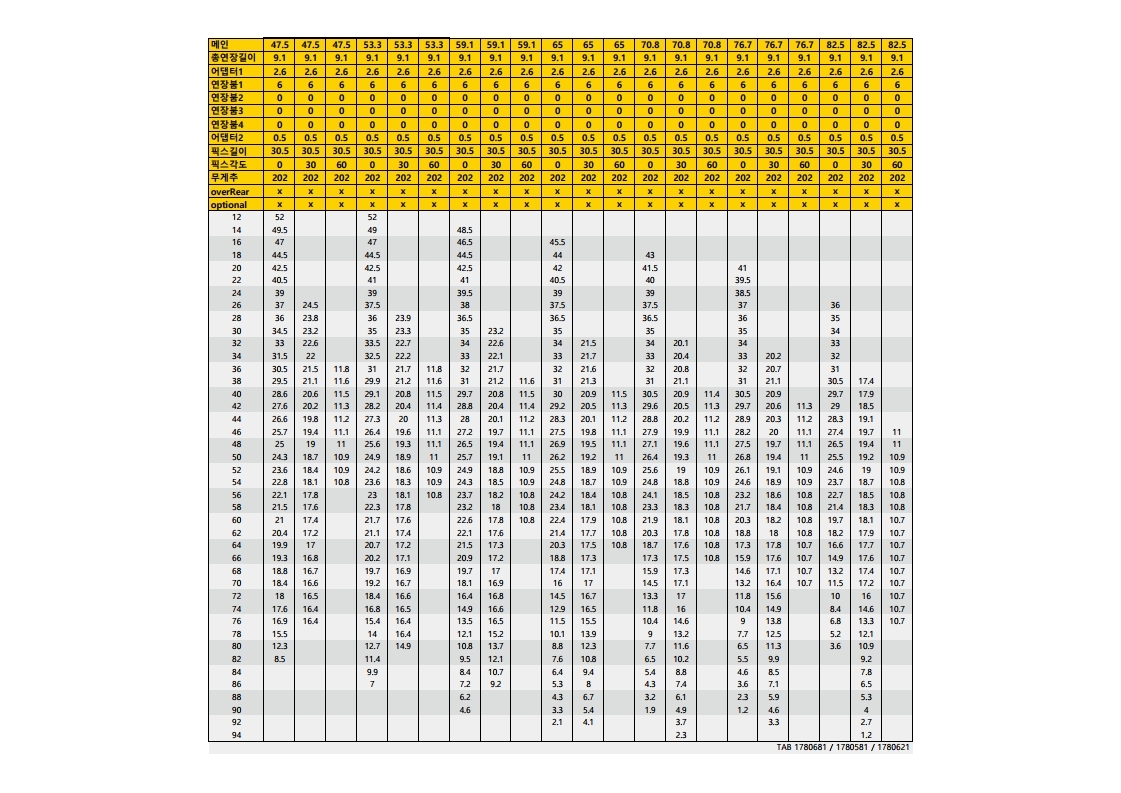 메인 47.5 47.5 47.5 53.3 53.3 53.3 59.1 59.1 59.1 65 65 65 70.8 70.8 70.8 76.7 76.7 76.7 82.5 82.5 82.5
총연장길이 9.1 9.1 9.1 9.1 9.1 9.1 9.1 9.1 9.1 9.1 9.1 9.1 9.1 9.1 9.1 9.1 9.1 9.1 9.1 9.1 9.1
어댑터1 2.6 2.6 2.6 2.6 2.6 2.6 2.6 2.6 2.6 2.6 2.6 2.6 2.6 2.6 2.6 2.6 2.6 2.6 2.6 2.6 2.6
연장붐1 6 6 6 6 6 6 6 6 6 6 6 6 6 6 6 6 6 6 6 6 6
연장붐2 0 0 0 0 0 0 0 0 0 0 0 0 0 0 0 0 0 0 0 0 0
연장붐3 0 0 0 0 0 0 0 0 0 0 0 0 0 0 0 0 0 0 0 0 0
연장붐4 0 0 0 0 0 0 0 0 0 0 0 0 0 0 0 0 0 0 0 0 0
어댑터2 0.5 0.5 0.5 0.5 0.5 0.5 0.5 0.5 0.5 0.5 0.5 0.5 0.5 0.5 0.5 0.5 0.5 0.5 0.5 0.5 0.5
픽스길이 30.5 30.5 30.5 30.5 30.5 30.5 30.5 30.5 30.5 30.5 30.5 30.5 30.5 30.5 30.5 30.5 30.5 30.5 30.5 30.5 30.5
픽스각도 0 30 60 0 30 60 0 30 60 0 30 60 0 30 60 0 30 60 0 30 60
무게추 202 202 202 202 202 202 202 202 202 202 202 202 202 202 202 202 202 202 202 202 202
overRear x x x x x x x x x x x x x x x x x x x x x
optional x x x x x x x x x x x x x x x x x x x x x
12 52 52
14 49.5 49 48.5
16 47 47 46.5 45.5
18 44.5 44.5 44.5 44 43
20 42.5 42.5 42.5 42 41.5 41
22 40.5 41 41 40.5 40 39.5
24 39 39 39.5 39 39 38.5
26 37 24.5 37.5 38 37.5 37.5 37 36
28 36 23.8 36 23.9 36.5 36.5 36.5 36 35
30 34.5 23.2 35 23.3 35 23.2 35 35 35 34
32 33 22.6 33.5 22.7 34 22.6 34 21.5 34 20.1 34 33
34 31.5 22 32.5 22.2 33 22.1 33 21.7 33 20.4 33 20.2 32
36 30.5 21.5 11.8 31 21.7 11.8 32 21.7 32 21.6 32 20.8 32 20.7 31
38 29.5 21.1 11.6 29.9 21.2 11.6 31 21.2 11.6 31 21.3 31 21.1 31 21.1 30.5 17.4
40 28.6 20.6 11.5 29.1 20.8 11.5 29.7 20.8 11.5 30 20.9 11.5 30.5 20.9 11.4 30.5 20.9 29.7 17.9
42 27.6 20.2 11.3 28.2 20.4 11.4 28.8 20.4 11.4 29.2 20.5 11.3 29.6 20.5 11.3 29.7 20.6 11.3 29 18.5
44 26.6 19.8 11.2 27.3 20 11.3 28 20.1 11.2 28.3 20.1 11.2 28.8 20.2 11.2 28.9 20.3 11.2 28.3 19.1
46 25.7 19.4 11.1 26.4 19.6 11.1 27.2 19.7 11.1 27.5 19.8 11.1 27.9 19.9 11.1 28.2 20 11.1 27.4 19.7 11
48 25 19 11 25.6 19.3 11.1 26.5 19.4 11.1 26.9 19.5 11.1 27.1 19.6 11.1 27.5 19.7 11.1 26.5 19.4 11
50 24.3 18.7 10.9 24.9 18.9 11 25.7 19.1 11 26.2 19.2 11 26.4 19.3 11 26.8 19.4 11 25.5 19.2 10.9
52 23.6 18.4 10.9 24.2 18.6 10.9 24.9 18.8 10.9 25.5 18.9 10.9 25.6 19 10.9 26.1 19.1 10.9 24.6 19 10.9
54 22.8 18.1 10.8 23.6 18.3 10.9 24.3 18.5 10.9 24.9 18.7 10.9 24.8 18.8 10.9 24.6 18.9 10.9 23.7 18.7 10.8
56 22.1 17.8 23 18.1 10.8 23.7 18.2 10.8 24.2 18.4 10.8 24.1 18.5 10.8 23.2 18.6 10.8 22.7 18.5 10.8
58 21.5 17.6 22.3 17.8 23.2 18 10.8 23.4 18.1 10.8 23.3 18.3 10.8 21.7 18.4 10.8 21.4 18.3 10.8
60 21 17.4 21.7 17.6 22.6 17.8 10.8 22.4 17.9 10.8 21.9 18.1 10.8 20.3 18.2 10.8 19.7 18.1 10.7
62 20.4 17.2 21.1 17.4 22.1 17.6 21.4 17.7 10.8 20.3 17.8 10.8 18.8 18 10.8 18.2 17.9 10.7
64 19.9 17 20.7 17.2 21.5 17.3 20.3 17.5 10.8 18.7 17.6 10.8 17.3 17.8 10.7 16.6 17.7 10.7
66 19.3 16.8 20.2 17.1 20.9 17.2 18.8 17.3 17.3 17.5 10.8 15.9 17.6 10.7 14.9 17.6 10.7
68 18.8 16.7 19.7 16.9 19.7 17 17.4 17.1 15.9 17.3 14.6 17.1 10.7 13.2 17.4 10.7
70 18.4 16.6 19.2 16.7 18.1 16.9 16 17 14.5 17.1 13.2 16.4 10.7 11.5 17.2 10.7
72 18 16.5 18.4 16.6 16.4 16.8 14.5 16.7 13.3 17 11.8 15.6 10 16 10.7
74 17.6 16.4 16.8 16.5 14.9 16.6 12.9 16.5 11.8 16 10.4 14.9 8.4 14.6 10.7
76 16.9 16.4 15.4 16.4 13.5 16.5 11.5 15.5 10.4 14.6 9 13.8 6.8 13.3 10.7
78 15.5 14 16.4 12.1 15.2 10.1 13.9 9 13.2 7.7 12.5 5.2 12.1
80 12.3 12.7 14.9 10.8 13.7 8.8 12.3 7.7 11.6 6.5 11.3 3.6 10.9
82 8.5 11.4 9.5 12.1 7.6 10.8 6.5 10.2 5.5 9.9 9.2
84 9.9 8.4 10.7 6.4 9.4 5.4 8.8 4.6 8.5 7.8
86 7 7.2 9.2 5.3 8 4.3 7.4 3.6 7.1 6.5
88 6.2 4.3 6.7 3.2 6.1 2.3 5.9 5.3
90 4.6 3.3 5.4 1.9 4.9 1.2 4.6 4
92 2.1 4.1 3.7 3.3 2.7
94 2.3 1.2
TAB 1780681 / 1780581 / 1780621